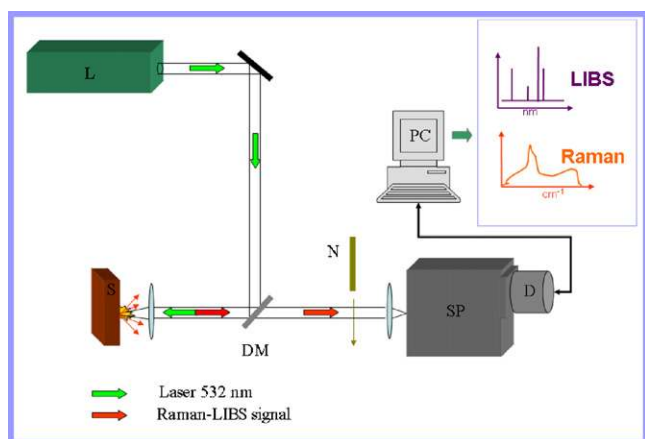 L
PC
LIBS
nm
Raman
cm⁻¹
N
S
SP
D
DM
Laser 532 nm
Raman-LIBS signal